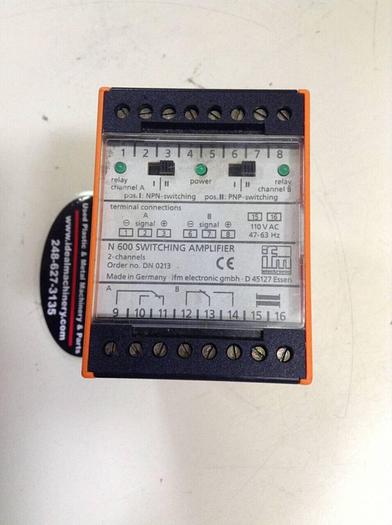 1 2 3 4 5 6 7 8
I II
I II
relay channel A
power
relay channel B
pos.I: NPN-switching
pos.II: PNP-switching
terminal connections
A
B
15 16
⊖ signal ⊕
⊖ signal ⊕
110 V AC
1 2 3
6 7 8
47-63 Hz
N 600 SWITCHING AMPLIFIER
2-channels
Order no. DN 0213
CE
ifm
electronic
Made in Germany
ifm electronic gmbh · D 45127 Essen
A
B
9 10 11 12 13 14 15 16
Used Plastic & Metal Machinery & Parts
www.idealmachinery.com
248-627-3135